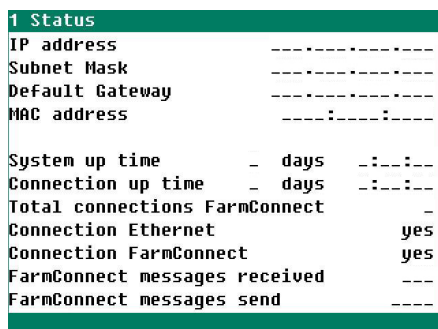 1 Status
IP address ___.___.___.___
Subnet Mask ___.___.___.___
Default Gateway ___.___.___.___
MAC address ____:____:____
System up time _ days _:__:__
Connection up time _ days _:__:__
Total connections FarmConnect _
Connection Ethernet yes
Connection FarmConnect yes
FarmConnect messages received ___
FarmConnect messages send ____